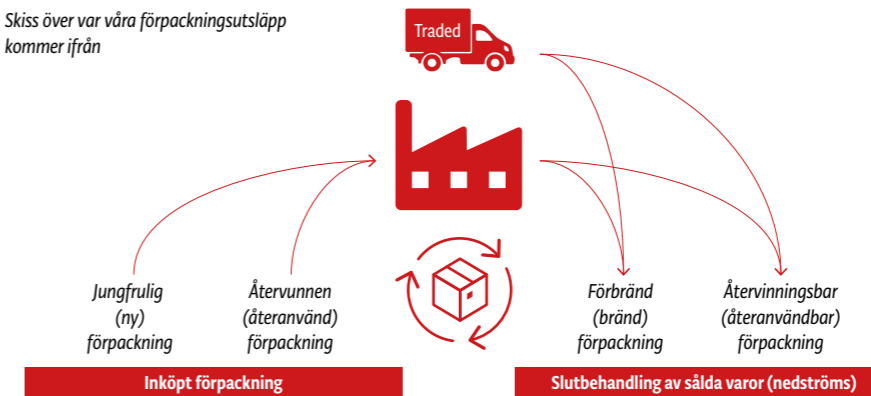 Skiss över var våra förpackningsutsläpp
kommer ifrån
Traded
Jungfrulig
(ny)
förpackning
Återvunnen
(återanvänd)
förpackning
Förbränd
(bränd)
förpackning
Återvinningsbar
(återanvändbar)
förpackning
Inköpt förpackning
Slutbehandling av sålda varor (nedströms)